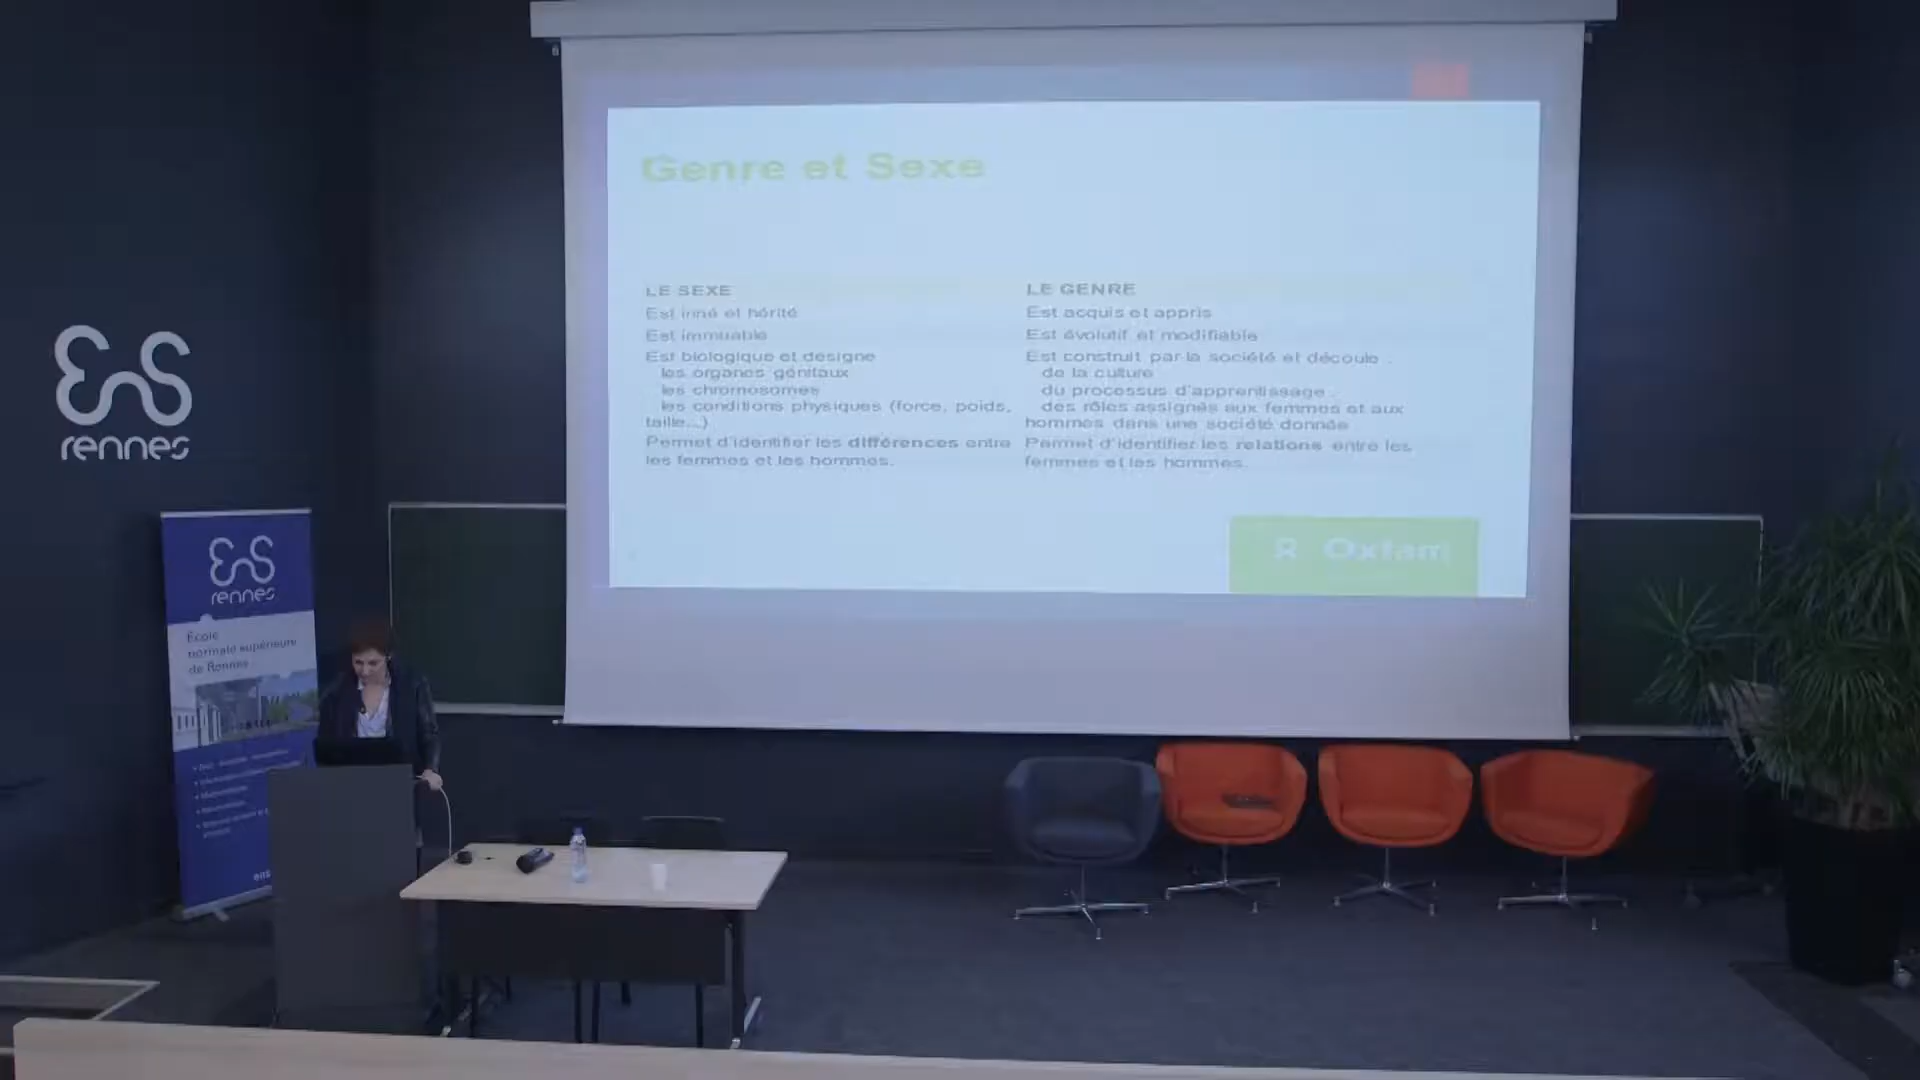 Genre et Sexe
LE SEXE
Est inné et hérité
Est immuable
Est biologique et désigne
les organes génitaux
les chromosomes
les conditions physiques (force, poids,
taille...)
Permet d'identifier les différences entre
les femmes et les hommes.
LE GENRE
Est acquis et appris
Est évolutif et modifiable
Est construit par la société et découle :
de la culture
du processus d'apprentissage
des rôles assignés aux femmes et aux
hommes dans une société donnée
Permet d'identifier les relations entre les
femmes et les hommes.
Oxfam
ens
rennes
ens
rennes
École
normale supérieure
de Rennes